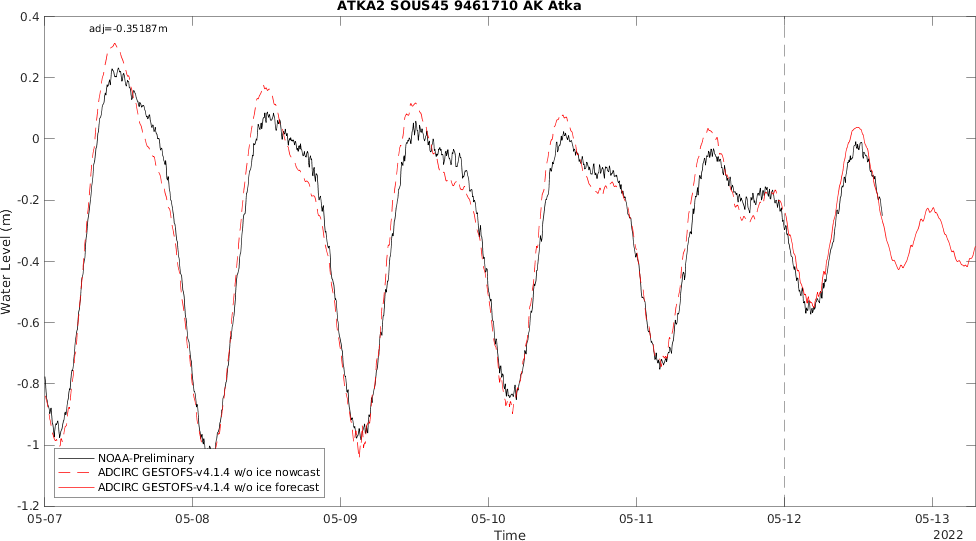 ATKA2 SOUS45 9461710 AK Atka
adj=-0.35187m
0.4
0.2
0
-0.2
-0.4
-0.6
-0.8
-1
-1.2
Water Level (m)
NOAA-Preliminary
ADCIRC GESTOFS-v4.1.4 w/o ice nowcast
ADCIRC GESTOFS-v4.1.4 w/o ice forecast
05-07 05-08 05-09 05-10 05-11 05-12 05-13
Time
2022